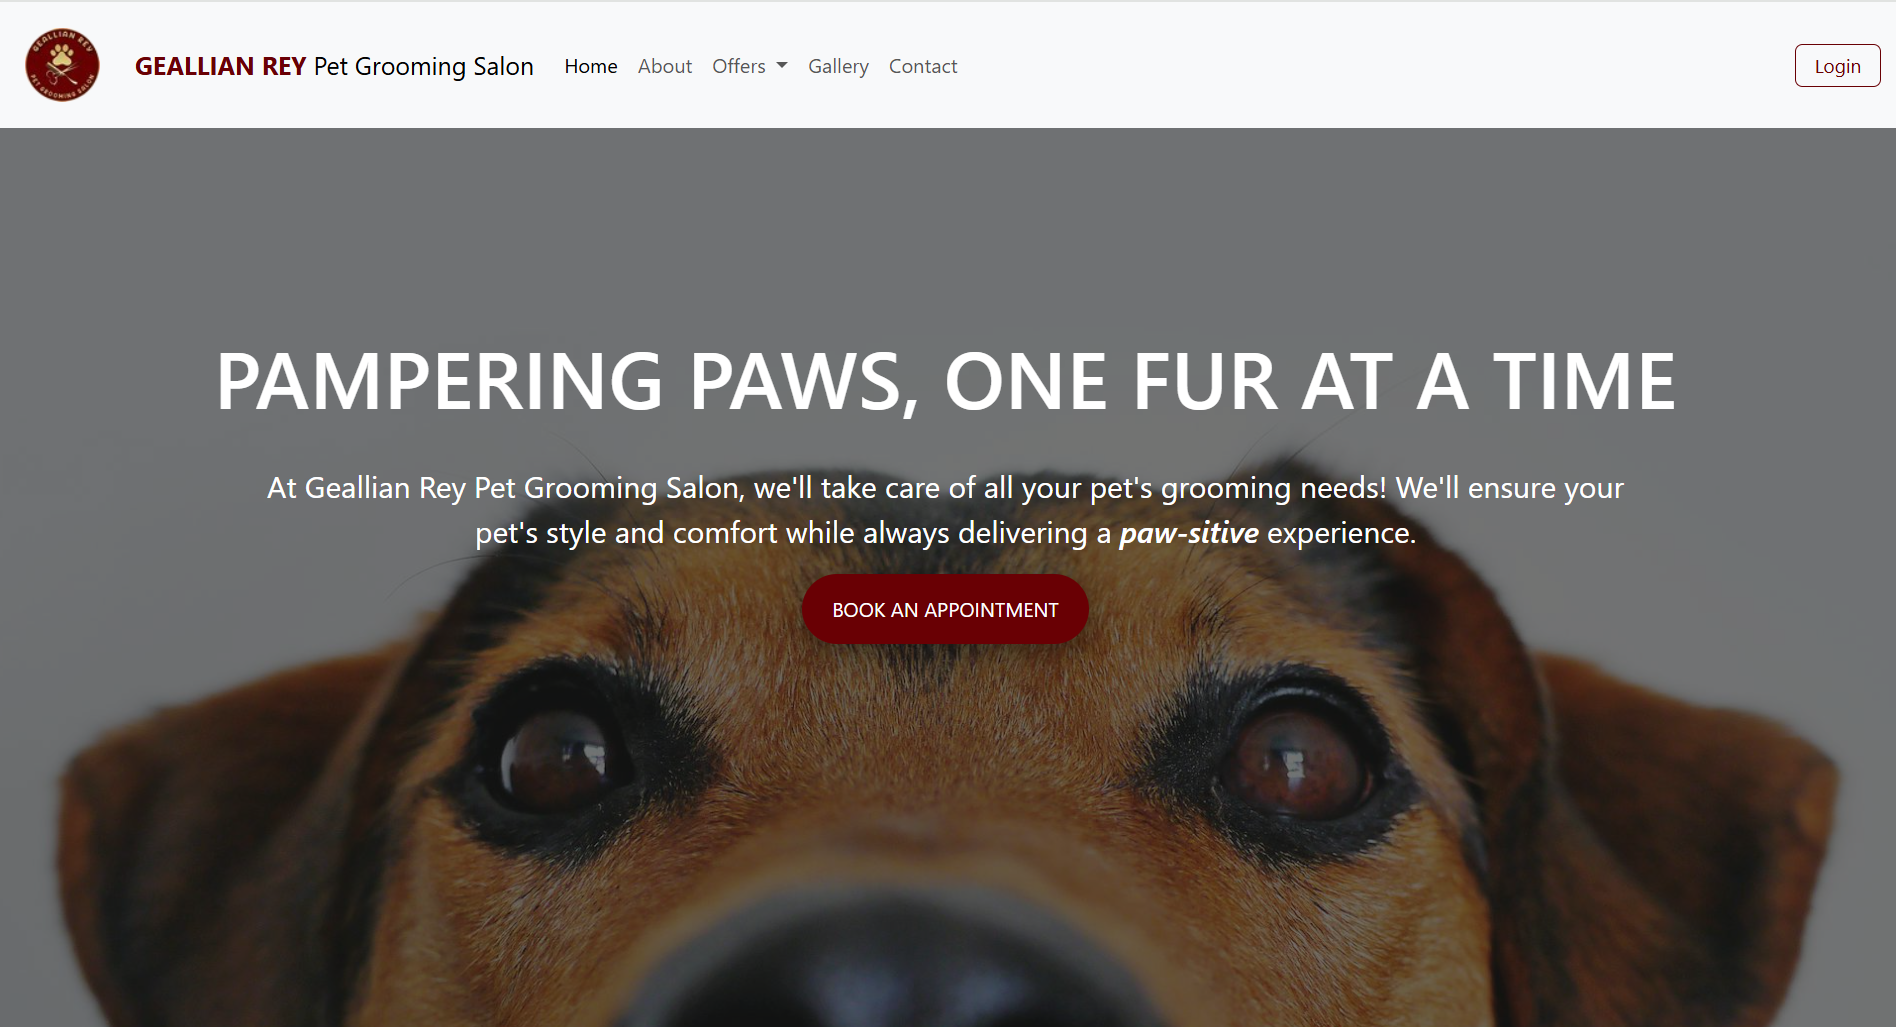 GEALLIAN REY
PET GROOMING SALON
GEALLIAN REY Pet Grooming Salon
Home
About
Offers
Gallery
Contact
Login
PAMPERING PAWS, ONE FUR AT A TIME
At Geallian Rey Pet Grooming Salon, we'll take care of all your pet's grooming needs! We'll ensure your
pet's style and comfort while always delivering a paw-sitive experience.
BOOK AN APPOINTMENT